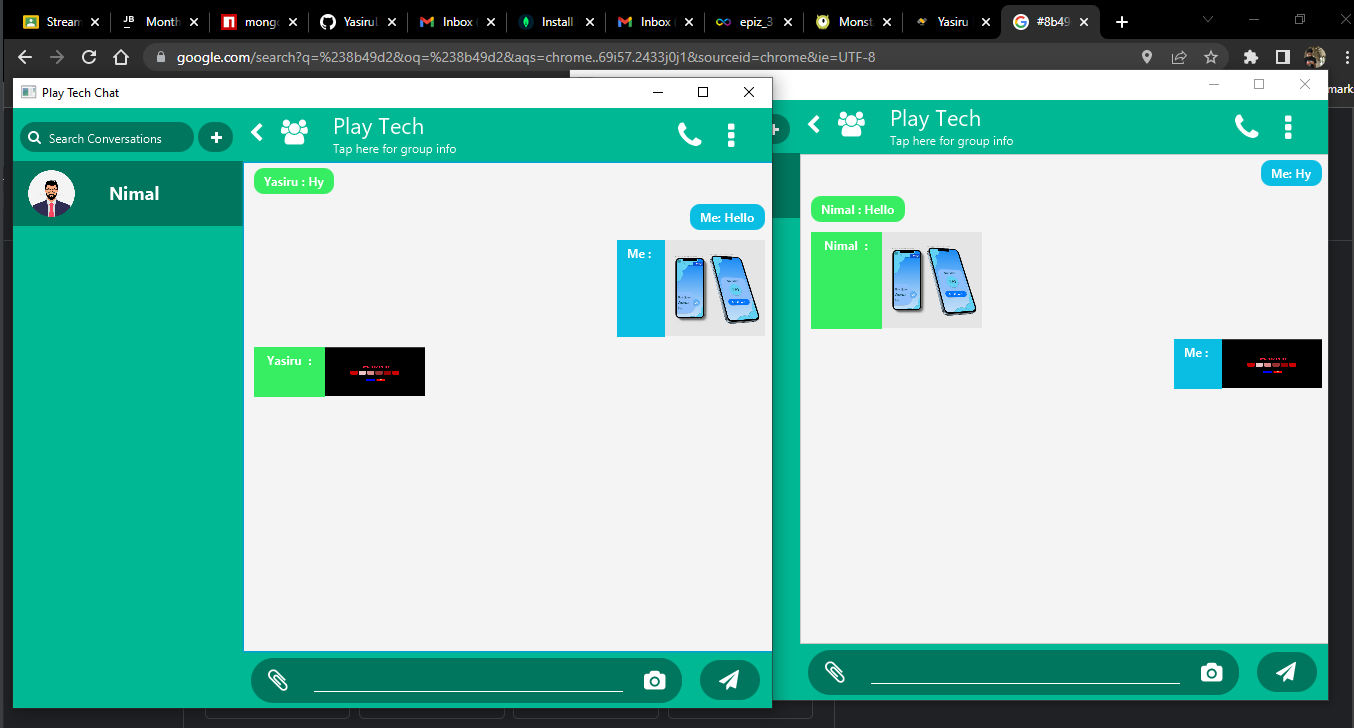 Stream
JB Month
n mong
Yasiru
Inbox
Install
Inbox
epiz_3
Monst
Yasiru
#8b49
google.com/search?q=%238b49d2&oq=%238b49d2&aqs=chrome..69i57.2433j0j1&sourceid=chrome&ie=UTF-8
mark
Play Tech Chat
Search Conversations
Play Tech
Tap here for group info
Nimal
Yasiru : Hy
Me: Hello
Me :
Yasiru :
Play Tech
Tap here for group info
Me: Hy
Nimal : Hello
Nimal :
Me :